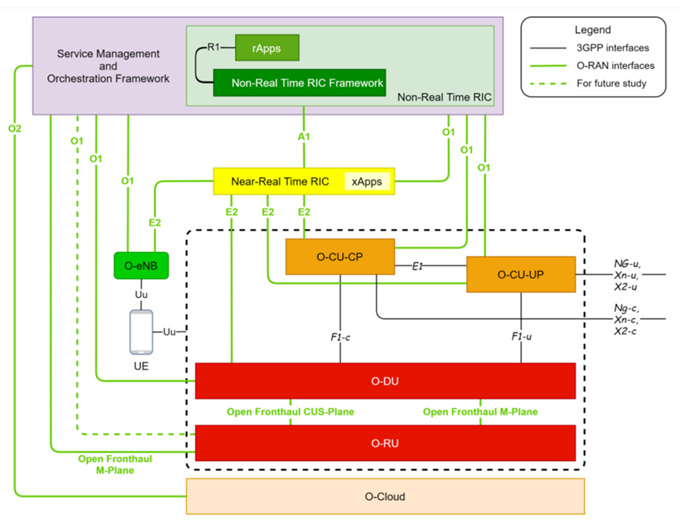 Service Management
and
Orchestration Framework
R1
rApps
Non-Real Time RIC Framework
Non-Real Time RIC
Legend
3GPP interfaces
O-RAN interfaces
For future study
O2
O1
O1
O1
A1
O1
O1
O1
Near-Real Time RIC
xApps
E2
E2
E2
E2
O-eNB
Uu
UE
Uu
O-CU-CP
E1
O-CU-UP
NG-u,
Xn-u,
X2-u
Ng-c,
Xn-c,
X2-c
F1-c
F1-u
O-DU
Open Fronthaul CUS-Plane
Open Fronthaul M-Plane
O-RU
Open Fronthaul
M-Plane
O-Cloud